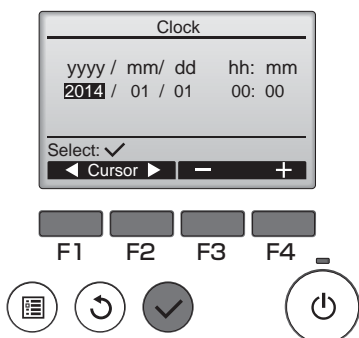 Clock
yyyy / mm/ dd hh: mm
2014 / 01 / 01 00: 00
Select: ✓
◀ Cursor ▶ − +
F1 F2 F3 F4